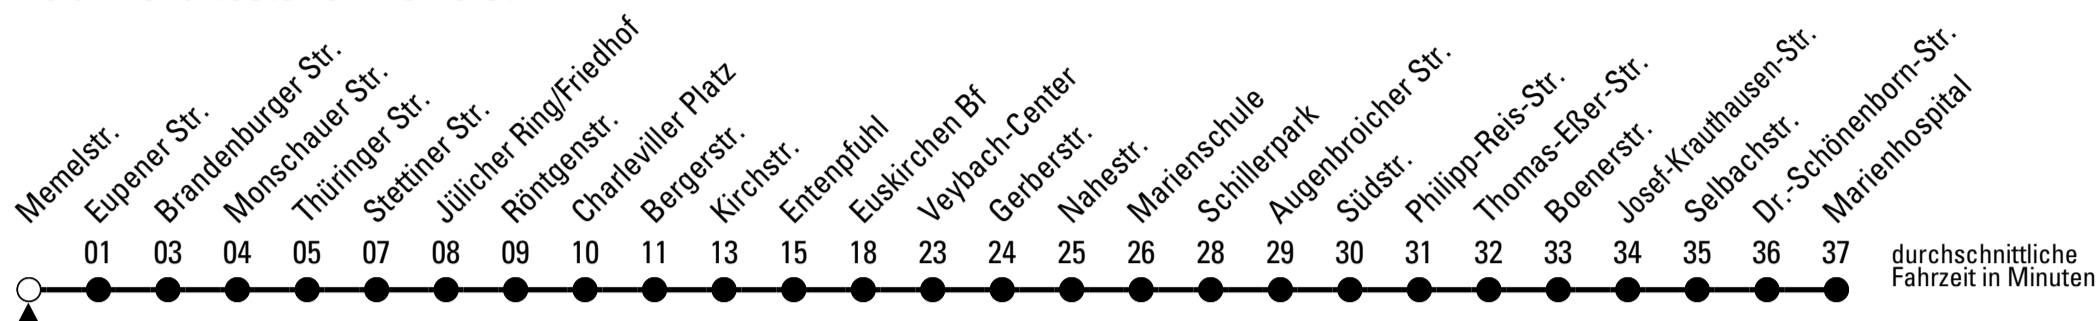 Memelstr.
Eupener Str.
Brandenburger Str.
Monschauer Str.
Thüringer Str.
Stettiner Str.
Jülicher Ring/Friedhof
Röntgenstr.
Charleviller Platz
Bergerstr.
Kirchstr.
Entenpfuhl
Euskirchen Bf
Veybach-Center
Gerberstr.
Nahestr.
Marienschule
Schillerpark
Augenbroicher Str.
Südstr.
Philipp-Reis-Str.
Thomas-Eßer-Str.
Boenerstr.
Josef-Krauthausen-Str.
Selbachstr.
Dr.-Schönenborn-Str.
Marienhospital
01 03 04 05 07 08 09 10 11 13 15 18 23 24 25 26 28 29 30 31 32 33 34 35 36 37
durchschnittliche
Fahrzeit in Minuten